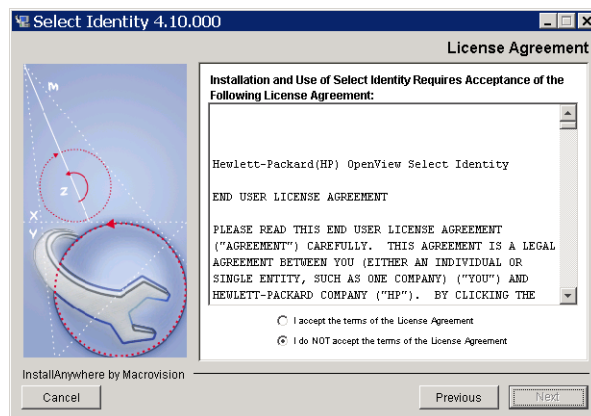 Select Identity 4.10.000
License Agreement
Installation and Use of Select Identity Requires Acceptance of the
Following License Agreement:
Hewlett-Packard(HP) OpenView Select Identity
END USER LICENSE AGREEMENT
PLEASE READ THIS END USER LICENSE AGREEMENT
("AGREEMENT") CAREFULLY.  THIS AGREEMENT IS A LEGAL
AGREEMENT BETWEEN YOU (EITHER AN INDIVIDUAL OR
SINGLE ENTITY, SUCH AS ONE COMPANY) ("YOU") AND
HEWLETT-PACKARD COMPANY ("HP").  BY CLICKING THE
I accept the terms of the License Agreement
I do NOT accept the terms of the License Agreement
M
Z
X
Y
InstallAnywhere by Macrovision
Cancel
Previous
Next